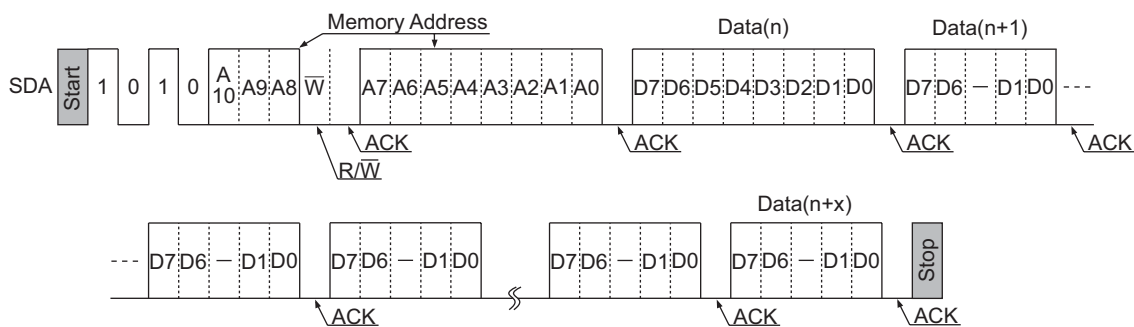 Memory Address
Data(n) Data(n+1)
SDA Start 1 0 1 0 A10 A9 A8 W̅ A7 A6 A5 A4 A3 A2 A1 A0 D7 D6 D5 D4 D3 D2 D1 D0 D7 D6 – D1 D0
ACK ACK ACK ACK
R/W̅
Data(n+x)
D7 D6 – D1 D0 D7 D6 – D1 D0 D7 D6 – D1 D0 D7 D6 – D1 D0 Stop
ACK ACK ACK